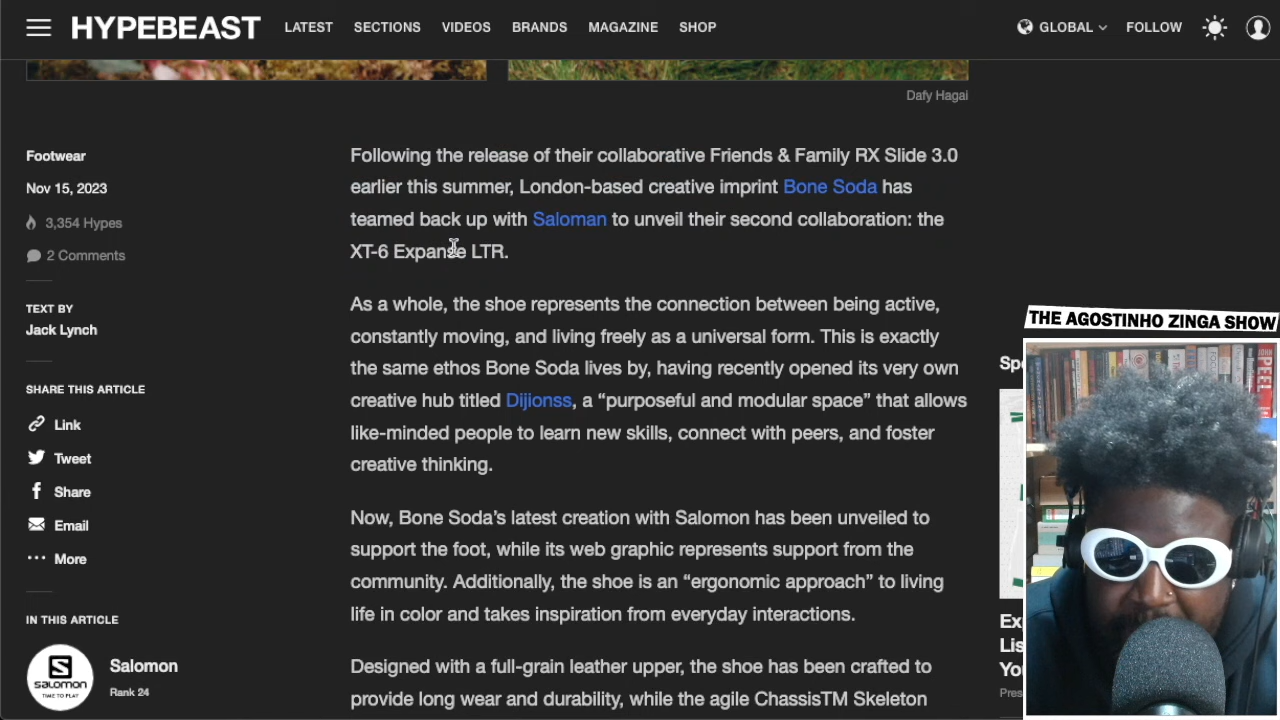 HYPEBEAST LATEST SECTIONS VIDEOS BRANDS MAGAZINE SHOP GLOBAL FOLLOW
Dafy Hagai
Footwear
Nov 15, 2023
3,354 Hypes
2 Comments
TEXT BY
Jack Lynch
SHARE THIS ARTICLE
Link
Tweet
Share
Email
More
IN THIS ARTICLE
SALOMON
TIME TO PLAY
Salomon
Rank 24
Following the release of their collaborative Friends & Family RX Slide 3.0
earlier this summer, London-based creative imprint Bone Soda has
teamed back up with Saloman to unveil their second collaboration: the
XT-6 Expanse LTR.
As a whole, the shoe represents the connection between being active,
constantly moving, and living freely as a universal form. This is exactly
the same ethos Bone Soda lives by, having recently opened its very own
creative hub titled Dijionss, a “purposeful and modular space” that allows
like-minded people to learn new skills, connect with peers, and foster
creative thinking.
Now, Bone Soda’s latest creation with Salomon has been unveiled to
support the foot, while its web graphic represents support from the
community. Additionally, the shoe is an “ergonomic approach” to living
life in color and takes inspiration from everyday interactions.
Designed with a full-grain leather upper, the shoe has been crafted to
provide long wear and durability, while the agile ChassisTM Skeleton
THE AGOSTINHO ZINGA SHOW